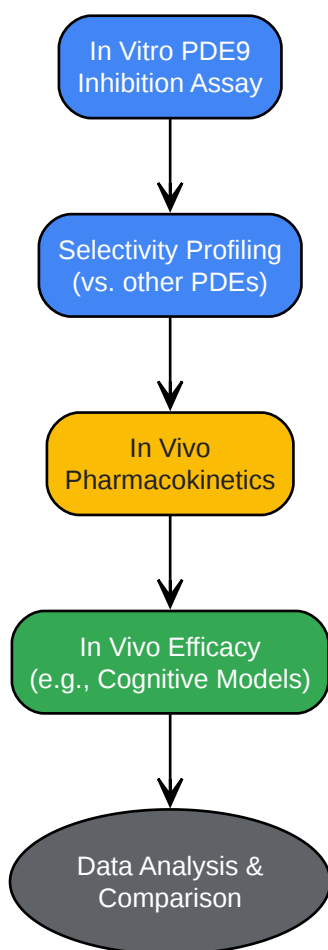 In Vitro PDE9
Inhibition Assay
Selectivity Profiling
(vs. other PDEs)
In Vivo
Pharmacokinetics
In Vivo Efficacy
(e.g., Cognitive Models)
Data Analysis &
Comparison